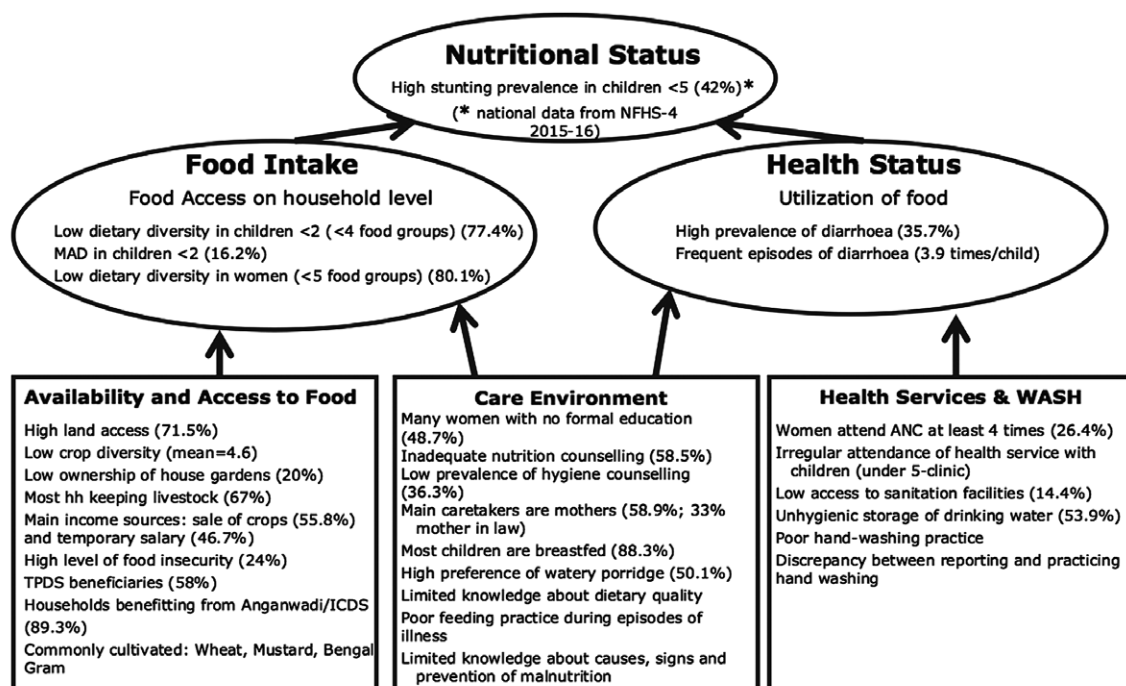 Nutritional Status
High stunting prevalence in children <5 (42%)*
(* national data from NFHS-4
2015-16)
Food Intake
Food Access on household level
Low dietary diversity in children <2 (<4 food groups) (77.4%)
MAD in children <2 (16.2%)
Low dietary diversity in women (<5 food groups) (80.1%)
Health Status
Utilization of food
High prevalence of diarrhoea (35.7%)
Frequent episodes of diarrhoea (3.9 times/child)
Availability and Access to Food
High land access (71.5%)
Low crop diversity (mean=4.6)
Low ownership of house gardens (20%)
Most hh keeping livestock (67%)
Main income sources: sale of crops (55.8%)
and temporary salary (46.7%)
High level of food insecurity (24%)
TPDS beneficiaries (58%)
Households benefitting from Anganwadi/ICDS
(89.3%)
Commonly cultivated: Wheat, Mustard, Bengal
Gram
Care Environment
Many women with no formal education
(48.7%)
Inadequate nutrition counselling (58.5%)
Low prevalence of hygiene counselling
(36.3%)
Main caretakers are mothers (58.9%; 33%
mother in law)
Most children are breastfed (88.3%)
High preference of watery porridge (50.1%)
Limited knowledge about dietary quality
Poor feeding practice during episodes of
illness
Limited knowledge about causes, signs and
prevention of malnutrition
Health Services & WASH
Women attend ANC at least 4 times (26.4%)
Irregular attendance of health service with
children (under 5-clinic)
Low access to sanitation facilities (14.4%)
Unhygienic storage of drinking water (53.9%)
Poor hand-washing practice
Discrepancy between reporting and practicing
hand washing